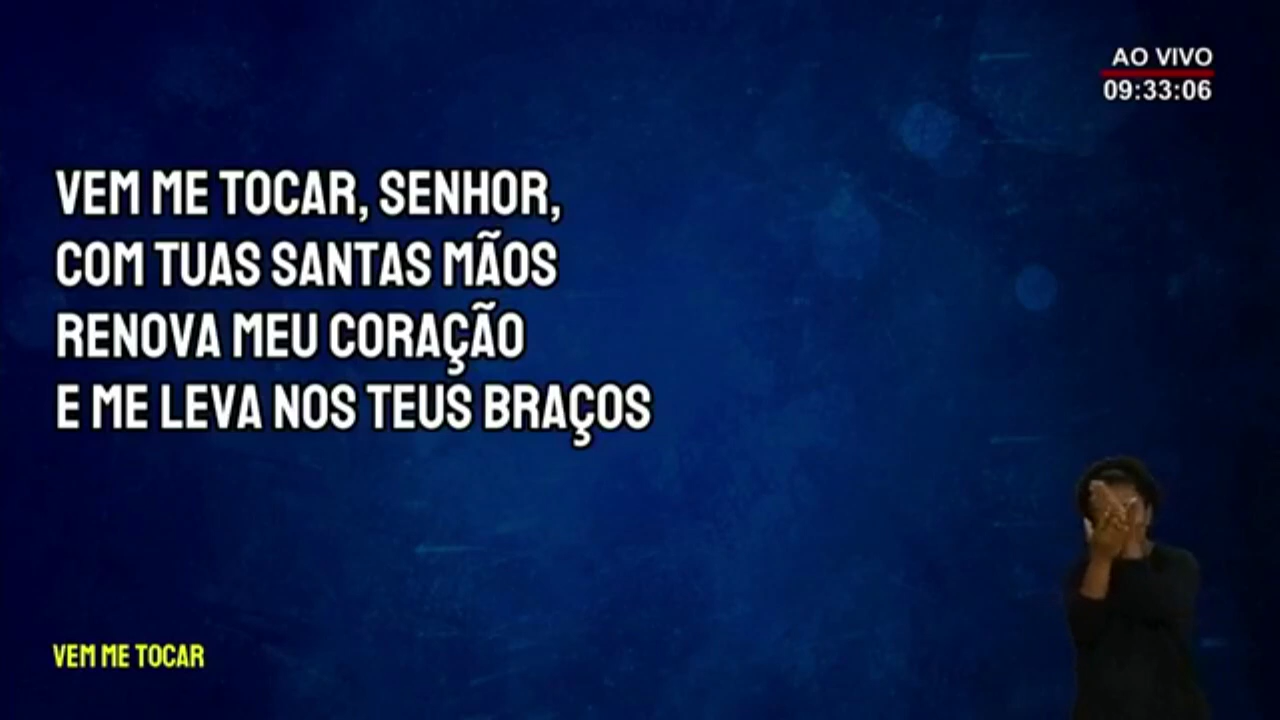 AO VIVO
09:33:06
VEM ME TOCAR, SENHOR,
COM TUAS SANTAS MÃOS
RENOVA MEU CORAÇÃO
E ME LEVA NOS TEUS BRAÇOS
VEM ME TOCAR